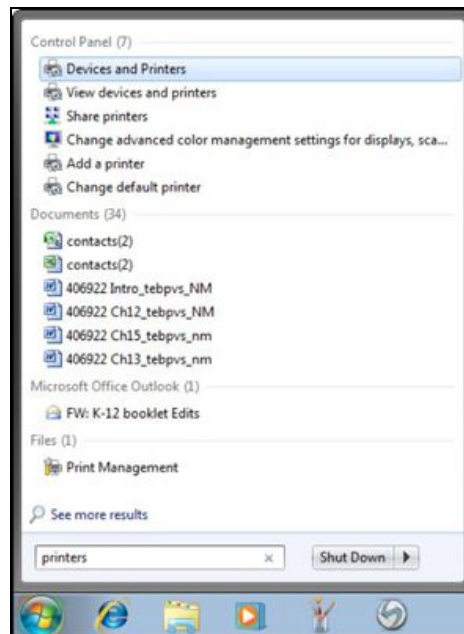 Control Panel (7)
Devices and Printers
View devices and printers
Share printers
Change advanced color management settings for displays, sca...
Add a printer
Change default printer
Documents (34)
contacts(2)
contacts(2)
406922 Intro_tebpvs_NM
406922 Ch12_tebpvs_NM
406922 Ch15_tebpvs_nm
406922 Ch13_tebpvs_nm
Microsoft Office Outlook (1)
FW: K-12 booklet Edits
Files (1)
Print Management
See more results
printers
Shut Down